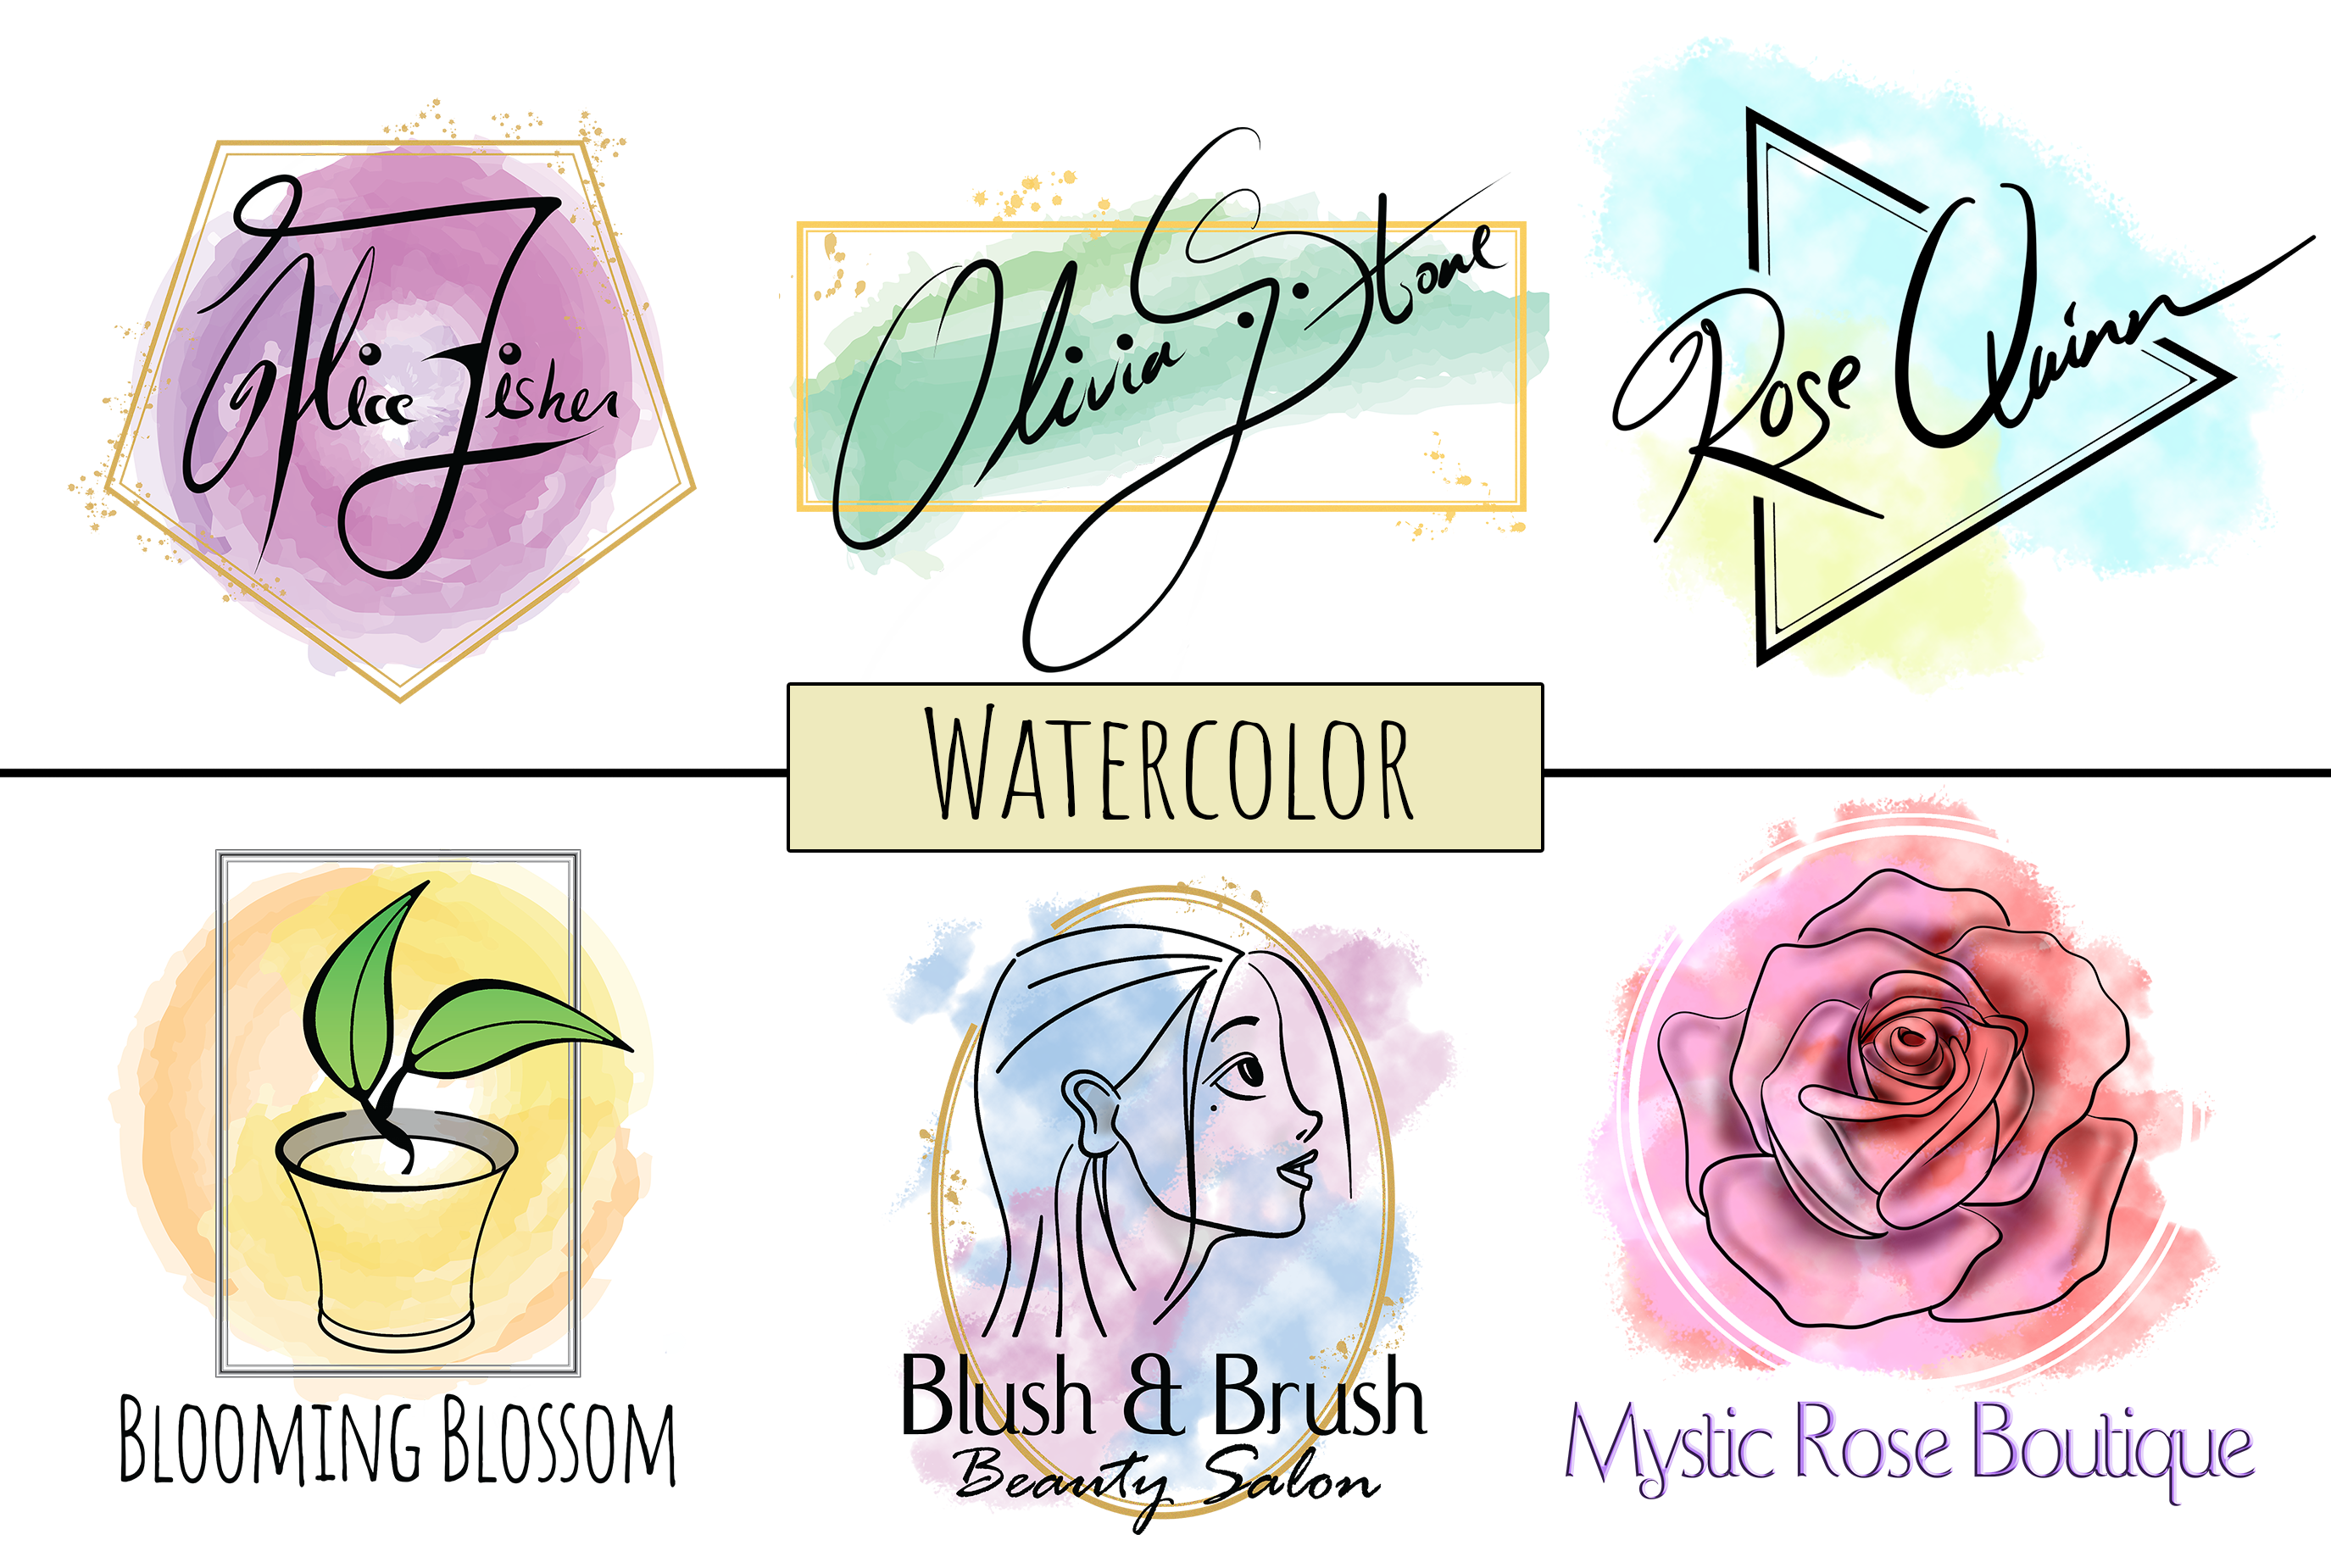 Alice Fisher
Olivia G. Stone
Rose Quinn
WATERCOLOR
BLOOMING BLOSSOM
Blush & Brush
Beauty Salon
Mystic Rose Boutique